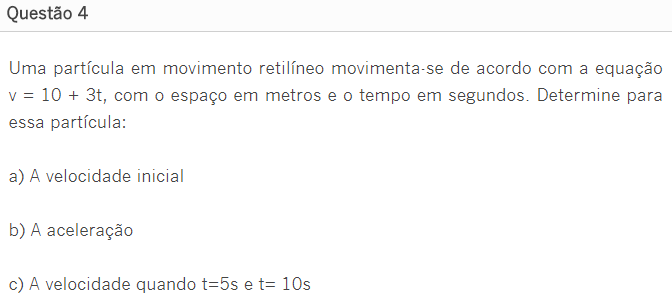 Questão 4
Uma partícula em movimento retilíneo movimenta-se de acordo com a equação
v = 10 + 3t, com o espaço em metros e o tempo em segundos. Determine para
essa partícula:
a) A velocidade inicial
b) A aceleração
c) A velocidade quando t=5s e t= 10s